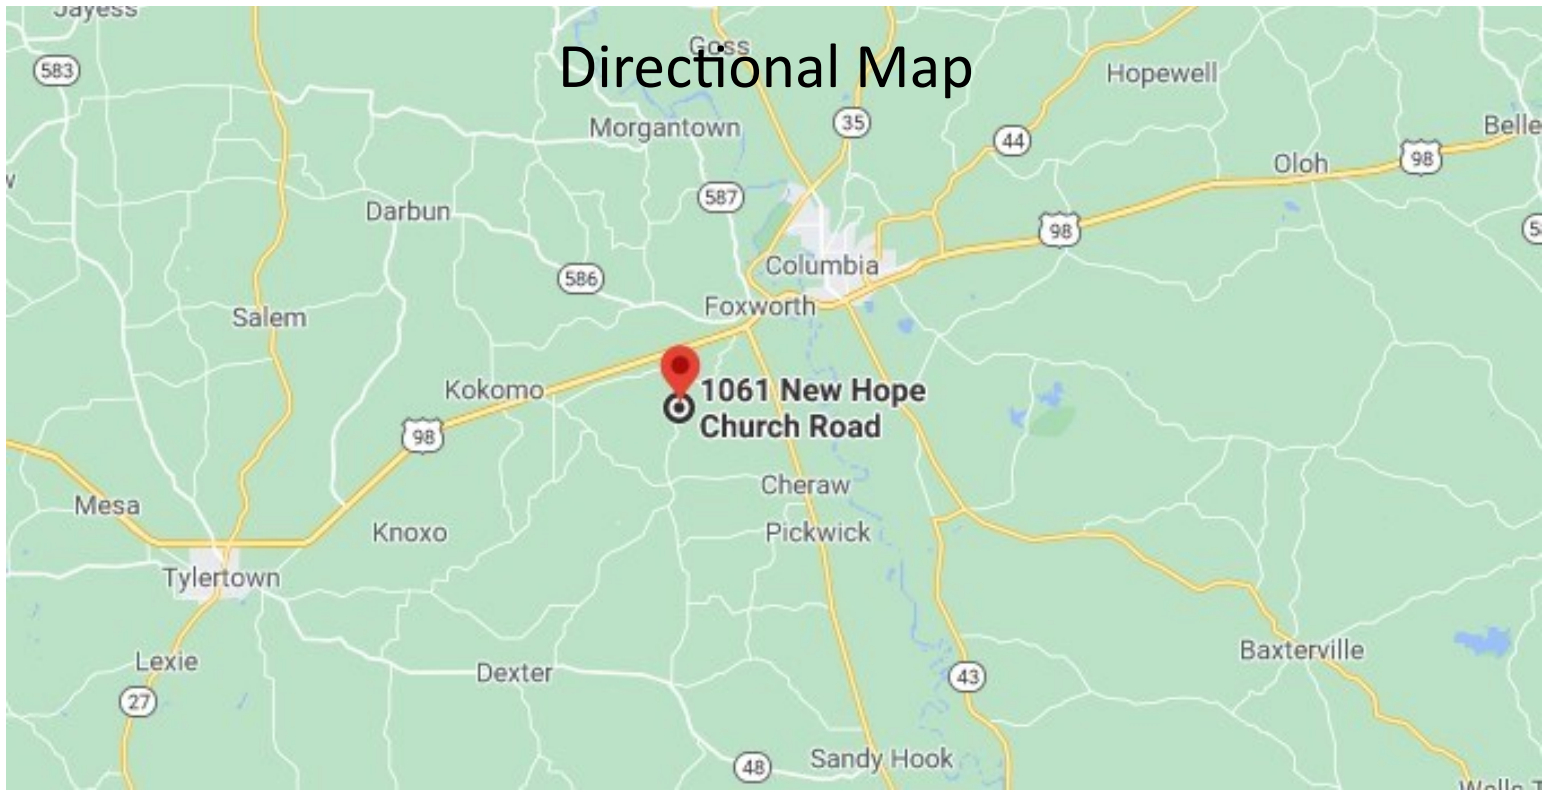 Jayess
Goss
Directional Map
583
Hopewell
35
Morgantown
44
Belle
98
Oloh
587
Darbun
98
Columbia
586
Foxworth
Salem
Kokomo
1061 New Hope
Church Road
98
Cheraw
Mesa
Knoxo
Pickwick
Tylertown
Baxterville
Lexie
Dexter
43
27
Sandy Hook
48